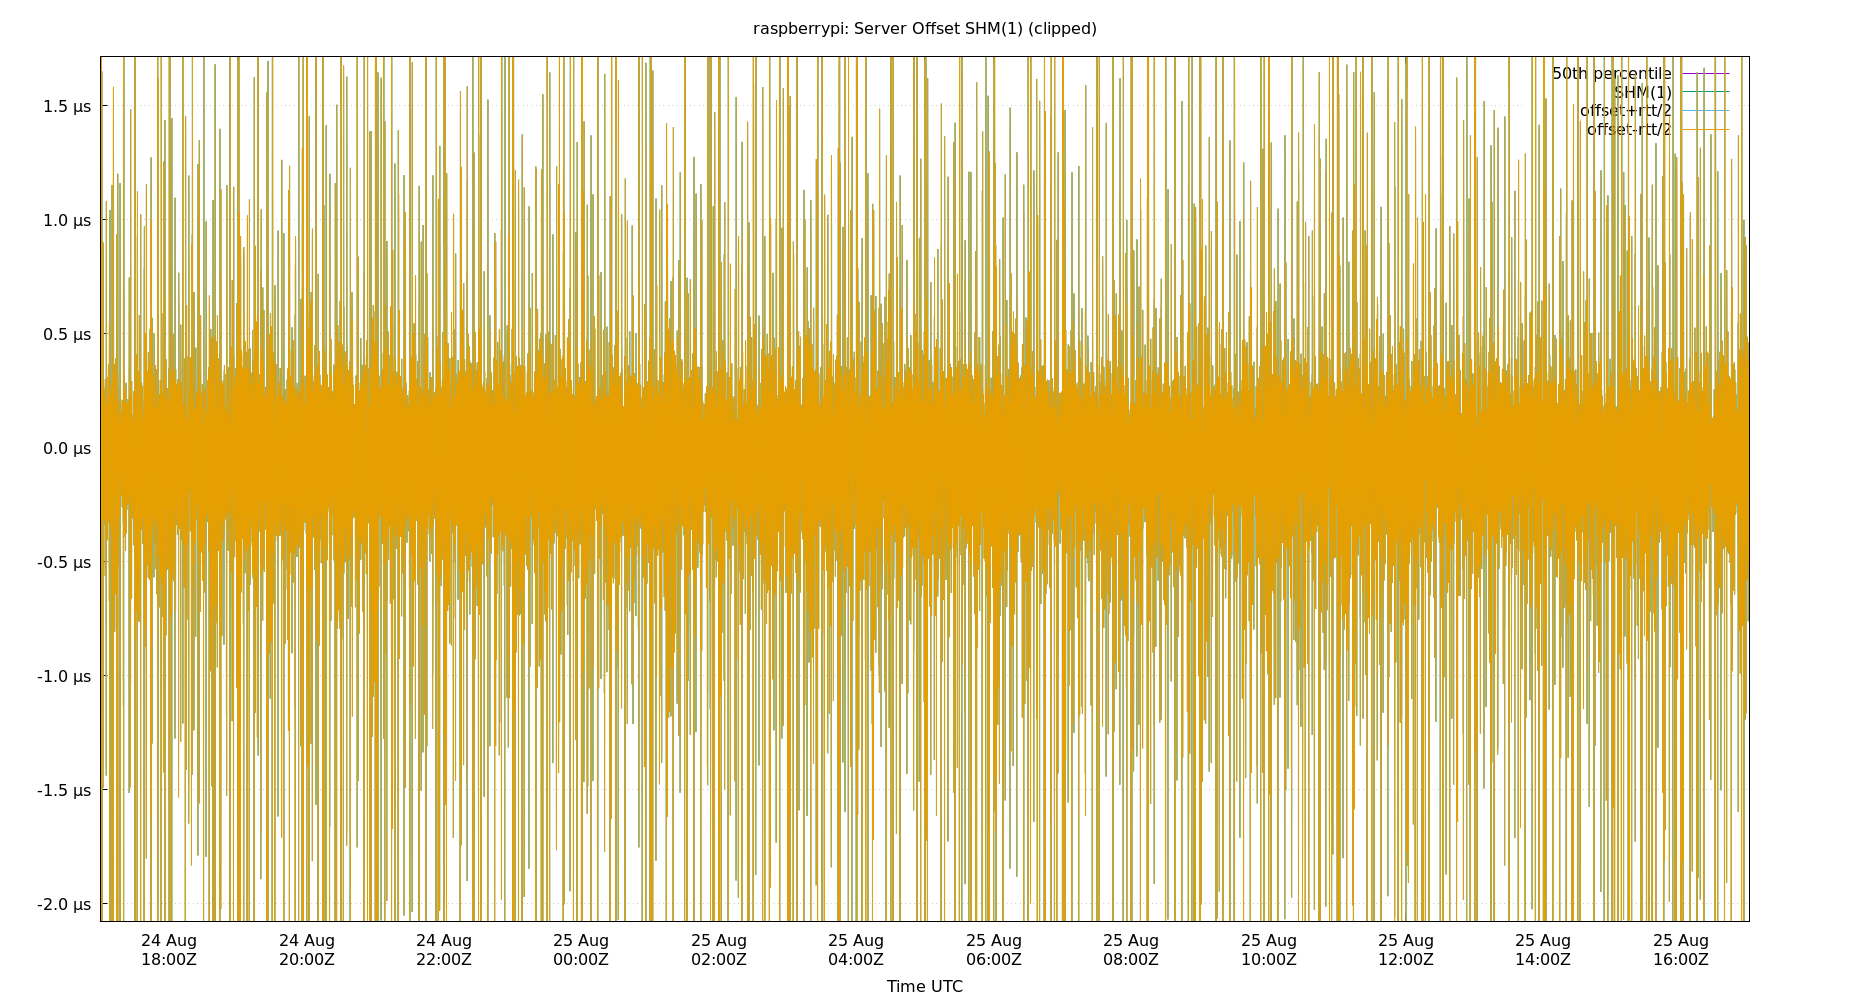 raspberrypi: Server Offset SHM(1) (clipped)
50th percentile
SHM(1)
offset+rtt/2
offset-rtt/2
1.5 µs
1.0 µs
0.5 µs
0.0 µs
-0.5 µs
-1.0 µs
-1.5 µs
-2.0 µs
24 Aug 24 Aug 24 Aug 25 Aug 25 Aug 25 Aug 25 Aug 25 Aug 25 Aug 25 Aug 25 Aug 25 Aug
18:00Z 20:00Z 22:00Z 00:00Z 02:00Z 04:00Z 06:00Z 08:00Z 10:00Z 12:00Z 14:00Z 16:00Z
Time UTC